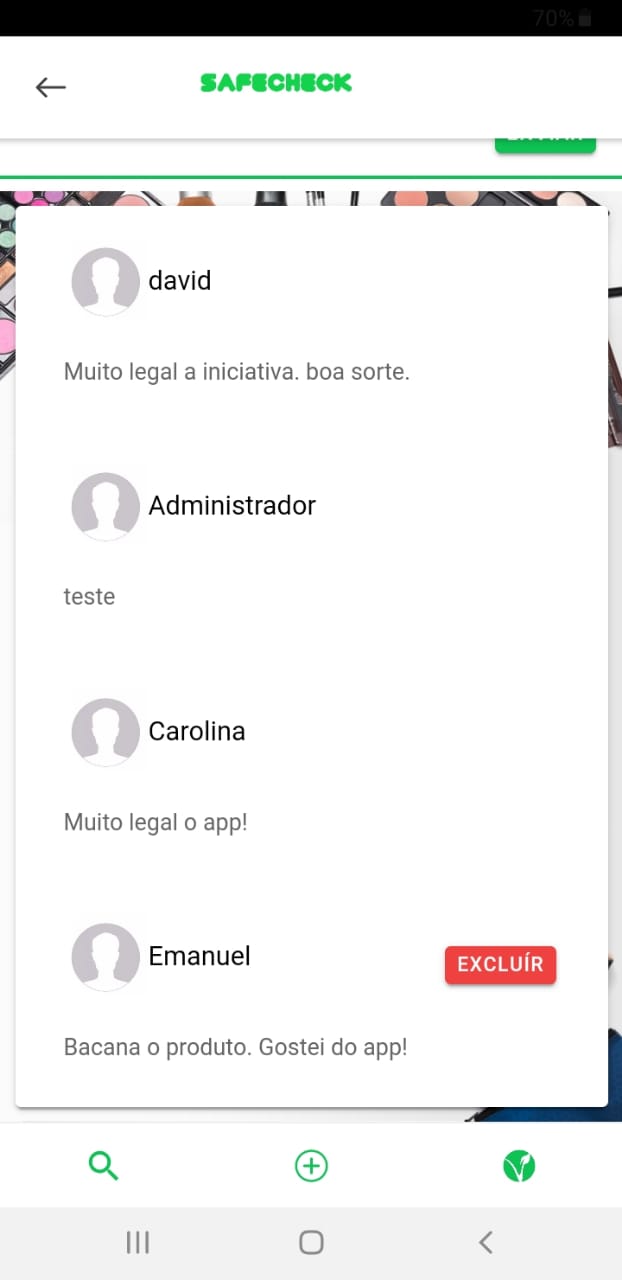 70%
SAFECHECK
david
Muito legal a iniciativa. boa sorte.
Administrador
teste
Carolina
Muito legal o app!
Emanuel
EXCLUÍR
Bacana o produto. Gostei do app!